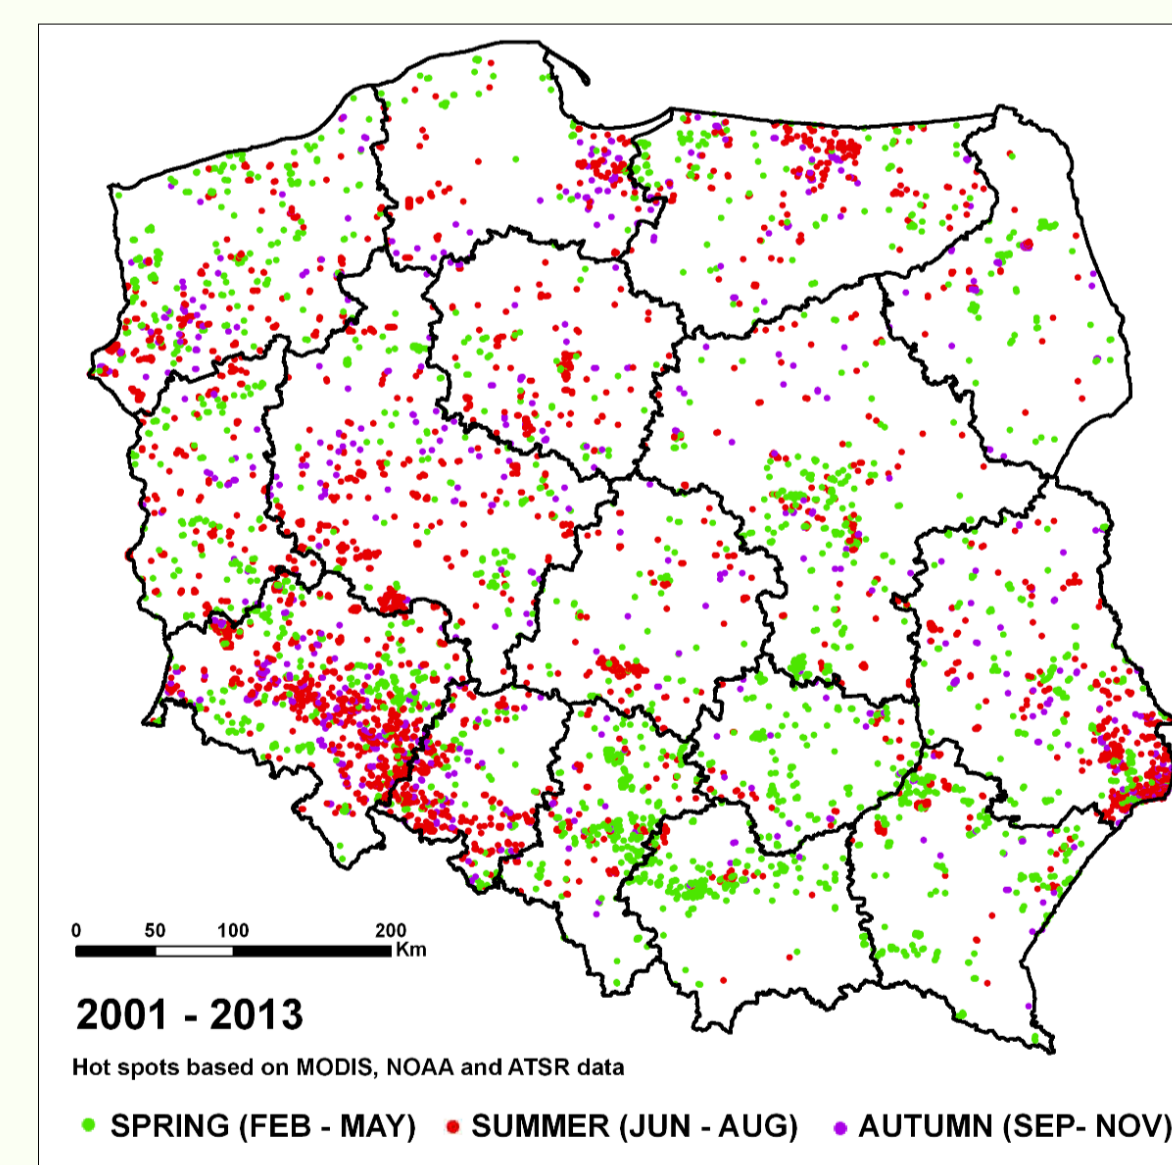 0 50 100 200
Km
2001 - 2013
Hot spots based on MODIS, NOAA and ATSR data
SPRING (FEB - MAY) SUMMER (JUN - AUG) AUTUMN (SEP- NOV)